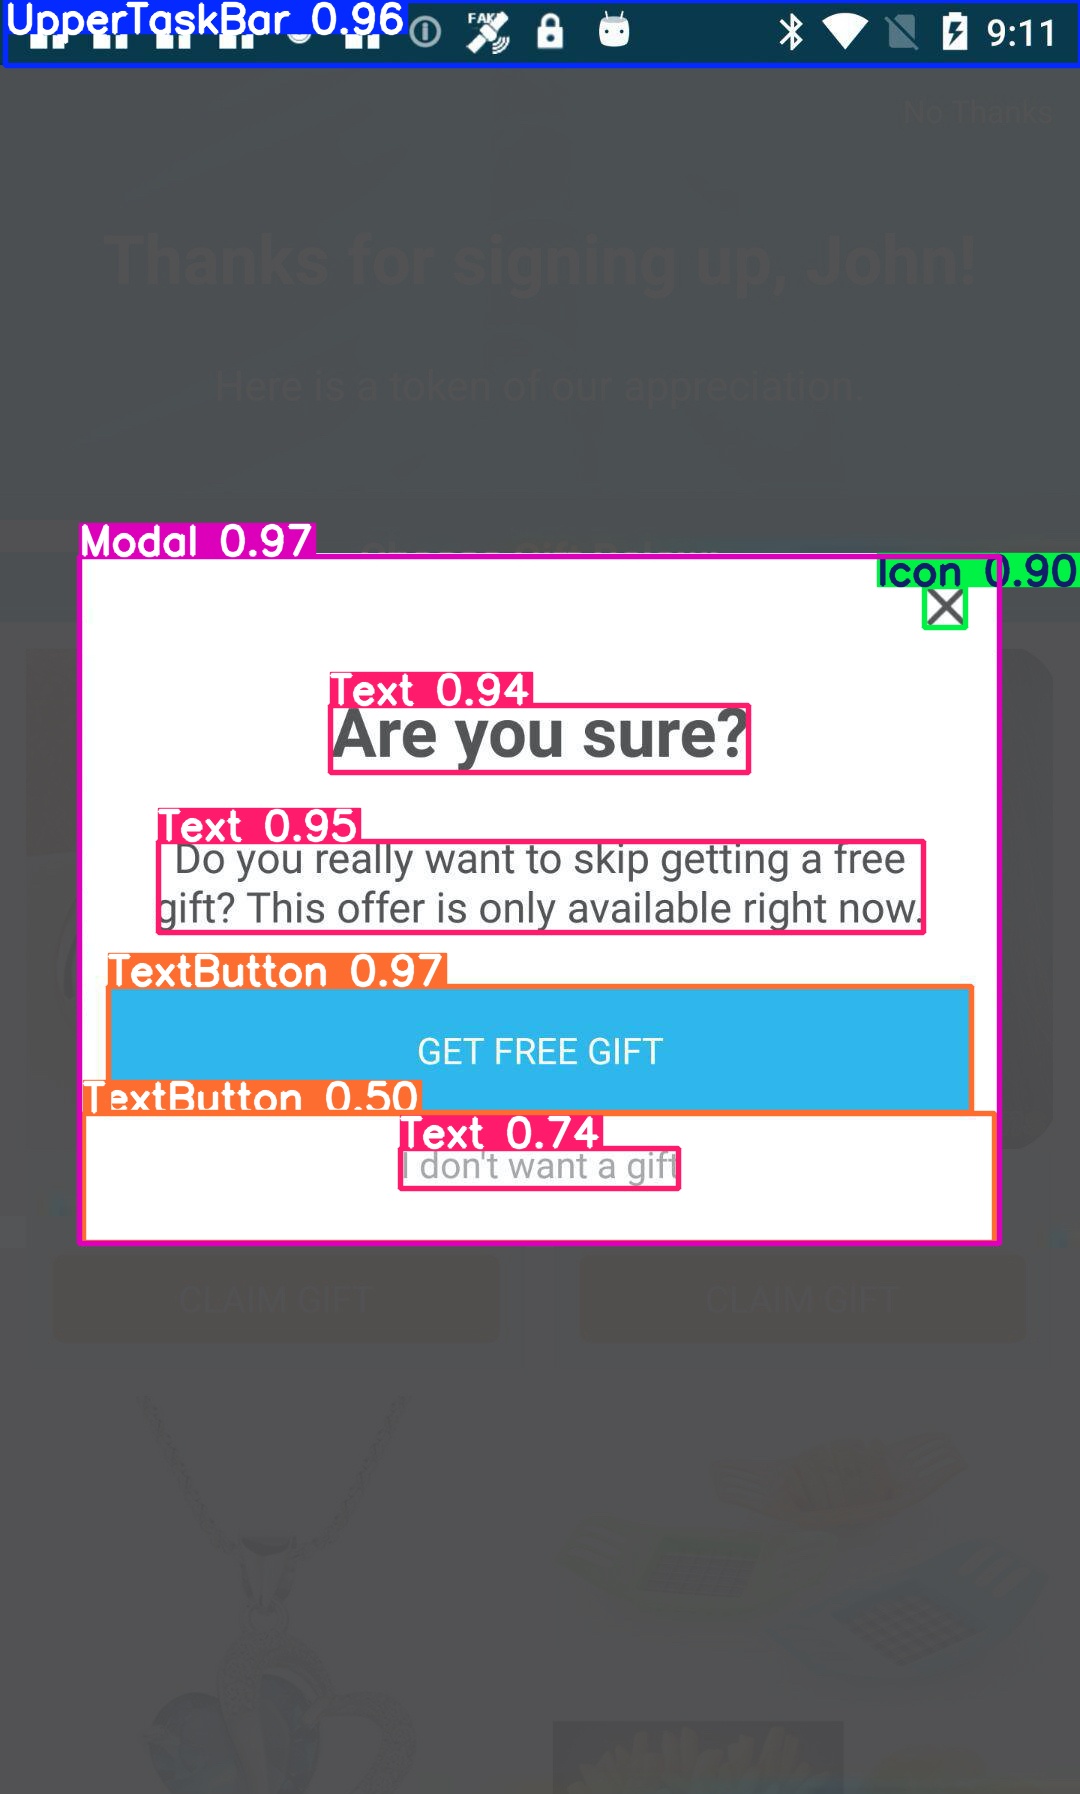 UpperTaskBar 0.96
FAKE
9:11
No Thanks
Thanks for signing up, John!
Here is a token of our appreciation.
Modal 0.97
Icon 0.90
Text 0.94
Are you sure?
Text 0.95
Do you really want to skip getting a free
gift? This offer is only available right now.
TextButton 0.97
GET FREE GIFT
TextButton 0.50
Text 0.74
I don't want a gift
CLAIM GIFT CLAIM GIFT